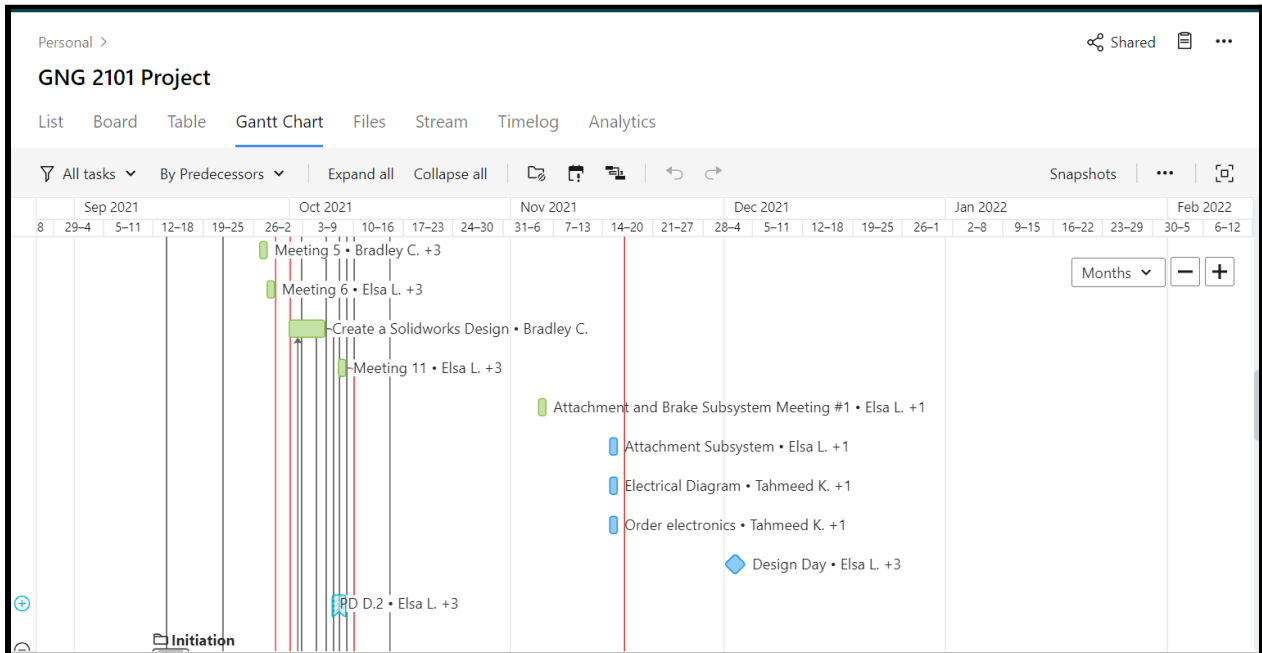 Personal >
Shared
GNG 2101 Project
List Board Table Gantt Chart Files Stream Timelog Analytics
All tasks By Predecessors Expand all Collapse all Snapshots
Sep 2021 Oct 2021 Nov 2021 Dec 2021 Jan 2022 Feb 2022
8 29–4 5–11 12–18 19–25 26–2 3–9 10–16 17–23 24–30 31–6 7–13 14–20 21–27 28–4 5–11 12–18 19–25 26–1 2–8 9–15 16–22 23–29 30–5 6–12
Meeting 5 • Bradley C. +3
Months
Meeting 6 • Elsa L. +3
Create a Solidworks Design • Bradley C.
Meeting 11 • Elsa L. +3
Attachment and Brake Subsystem Meeting #1 • Elsa L. +1
Attachment Subsystem • Elsa L. +1
Electrical Diagram • Tahmeed K. +1
Order electronics • Tahmeed K. +1
Design Day • Elsa L. +3
PD D.2 • Elsa L. +3
Initiation